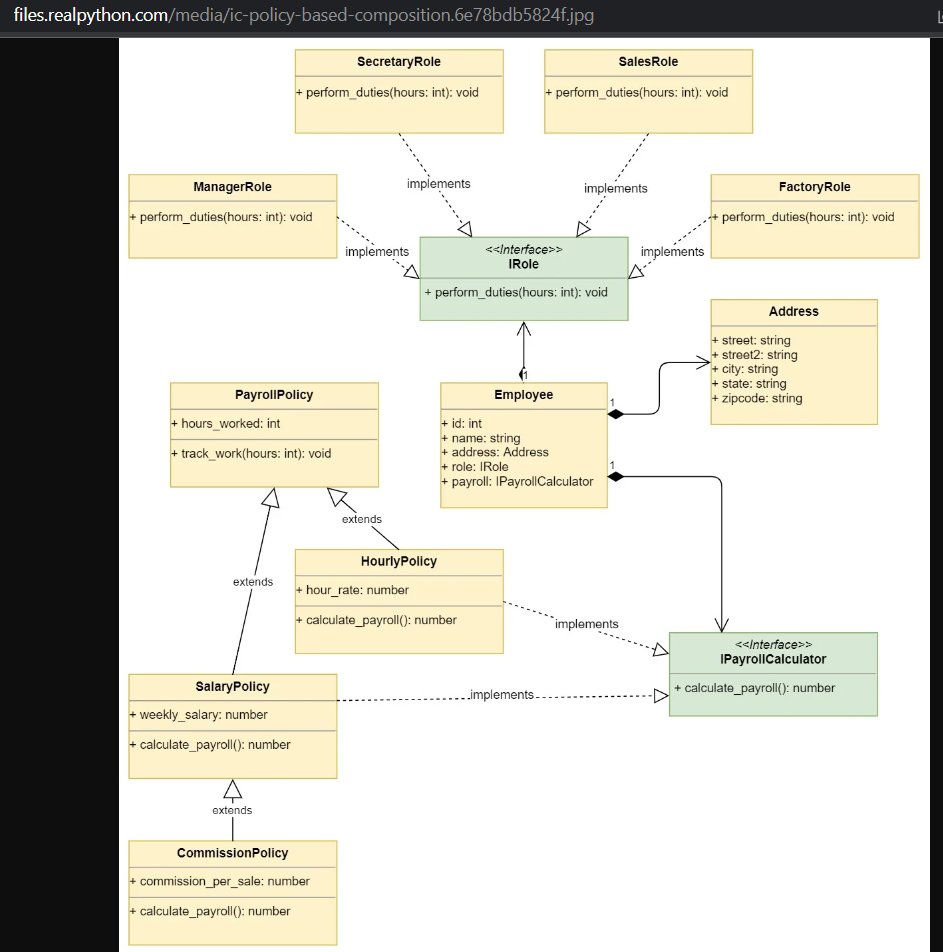 files.realpython.com/media/ic-policy-based-composition.6e78bdb5824f.jpg
SecretaryRole
+ perform_duties(hours: int): void
SalesRole
+ perform_duties(hours: int): void
implements
implements
ManagerRole
+ perform_duties(hours: int): void
FactoryRole
+ perform_duties(hours: int): void
implements
implements
<<Interface>>
IRole
+ perform_duties(hours: int): void
Address
+ street: string
+ street2: string
+ city: string
+ state: string
+ zipcode: string
1
Employee
+ id: int
+ name: string
+ address: Address
+ role: IRole
+ payroll: IPayrollCalculator
1
1
PayrollPolicy
+ hours_worked: int
+ track_work(hours: int): void
extends
extends
HourlyPolicy
+ hour_rate: number
+ calculate_payroll(): number
implements
<<Interface>>
IPayrollCalculator
+ calculate_payroll(): number
SalaryPolicy
+ weekly_salary: number
+ calculate_payroll(): number
implements
extends
CommissionPolicy
+ commission_per_sale: number
+ calculate_payroll(): number